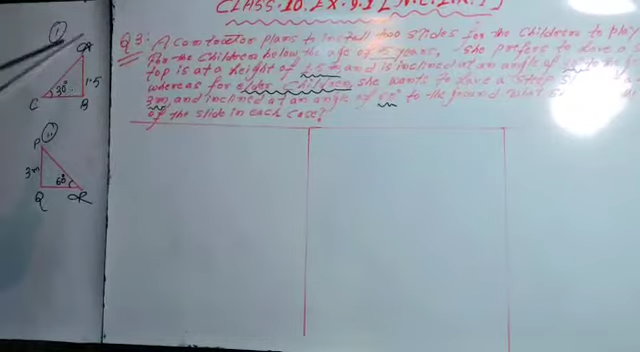 CLASS-10. EX-9.1 [N.C.E.R.T]
Q3: A contractor plans to install two slides for the children to play
For the children below the age of 5 years, she prefers to have a
top is at a height of 1.5m and is inclined at an angle of
whereas for elder children she wants to have a steep
3m, and inclined at an angle of 60° to the ground what
of the slide in each case?
(i)
A
30°
1.5
C
B
(ii)
P
3m
60°
Q
R